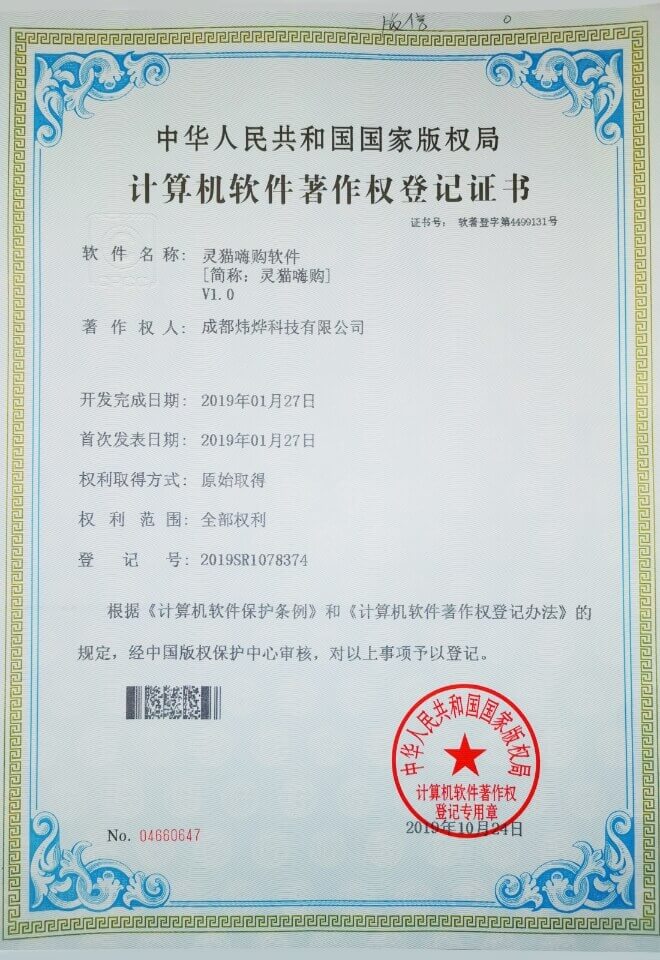 版信
中华人民共和国国家版权局
计算机软件著作权登记证书
证书号： 软著登字第4499131号
软件名称： 灵猫嗨购软件
[简称：灵猫嗨购]
V1.0
著作权人： 成都炜烨科技有限公司
开发完成日期： 2019年01月27日
首次发表日期： 2019年01月27日
权利取得方式： 原始取得
权利范围： 全部权利
登记号： 2019SR1078374
根据《计算机软件保护条例》和《计算机软件著作权登记办法》的
规定，经中国版权保护中心审核，对以上事项予以登记。
中华人民共和国国家版权局
计算机软件著作权
登记专用章
No. 04660647
2019年10月24日